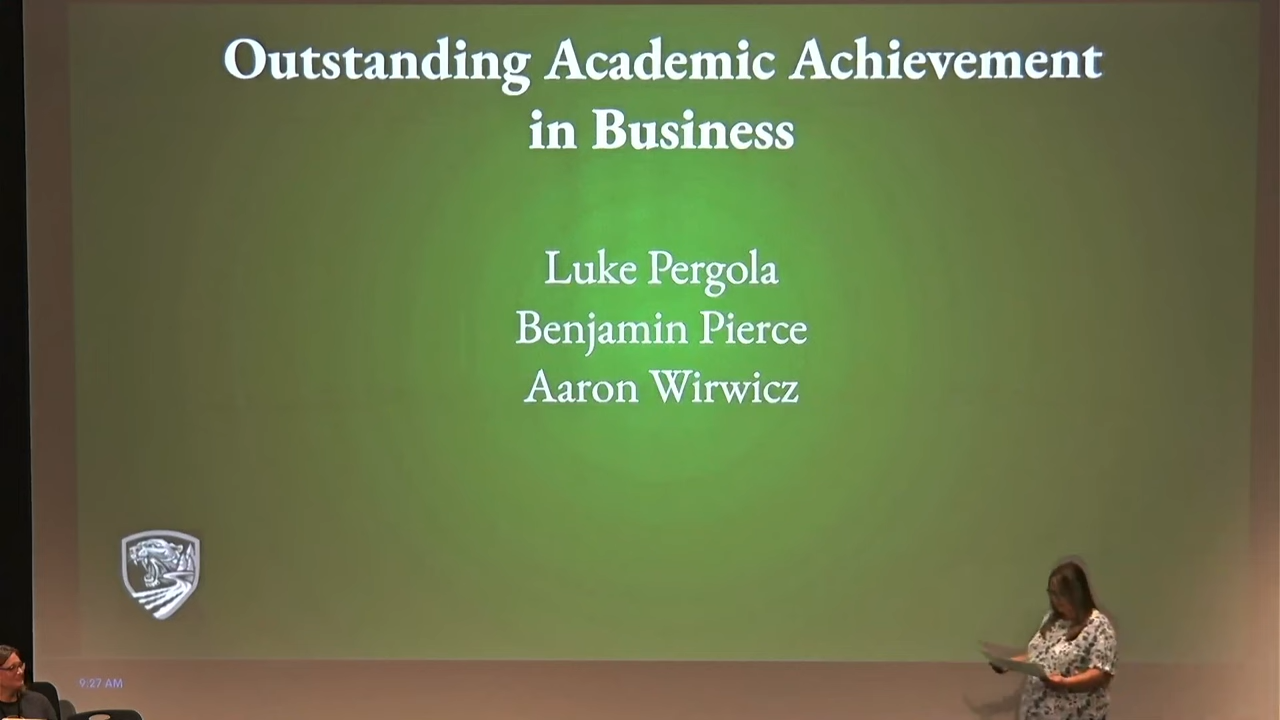 Outstanding Academic Achievement
in Business
Luke Pergola
Benjamin Pierce
Aaron Wirwicz
9:27 AM